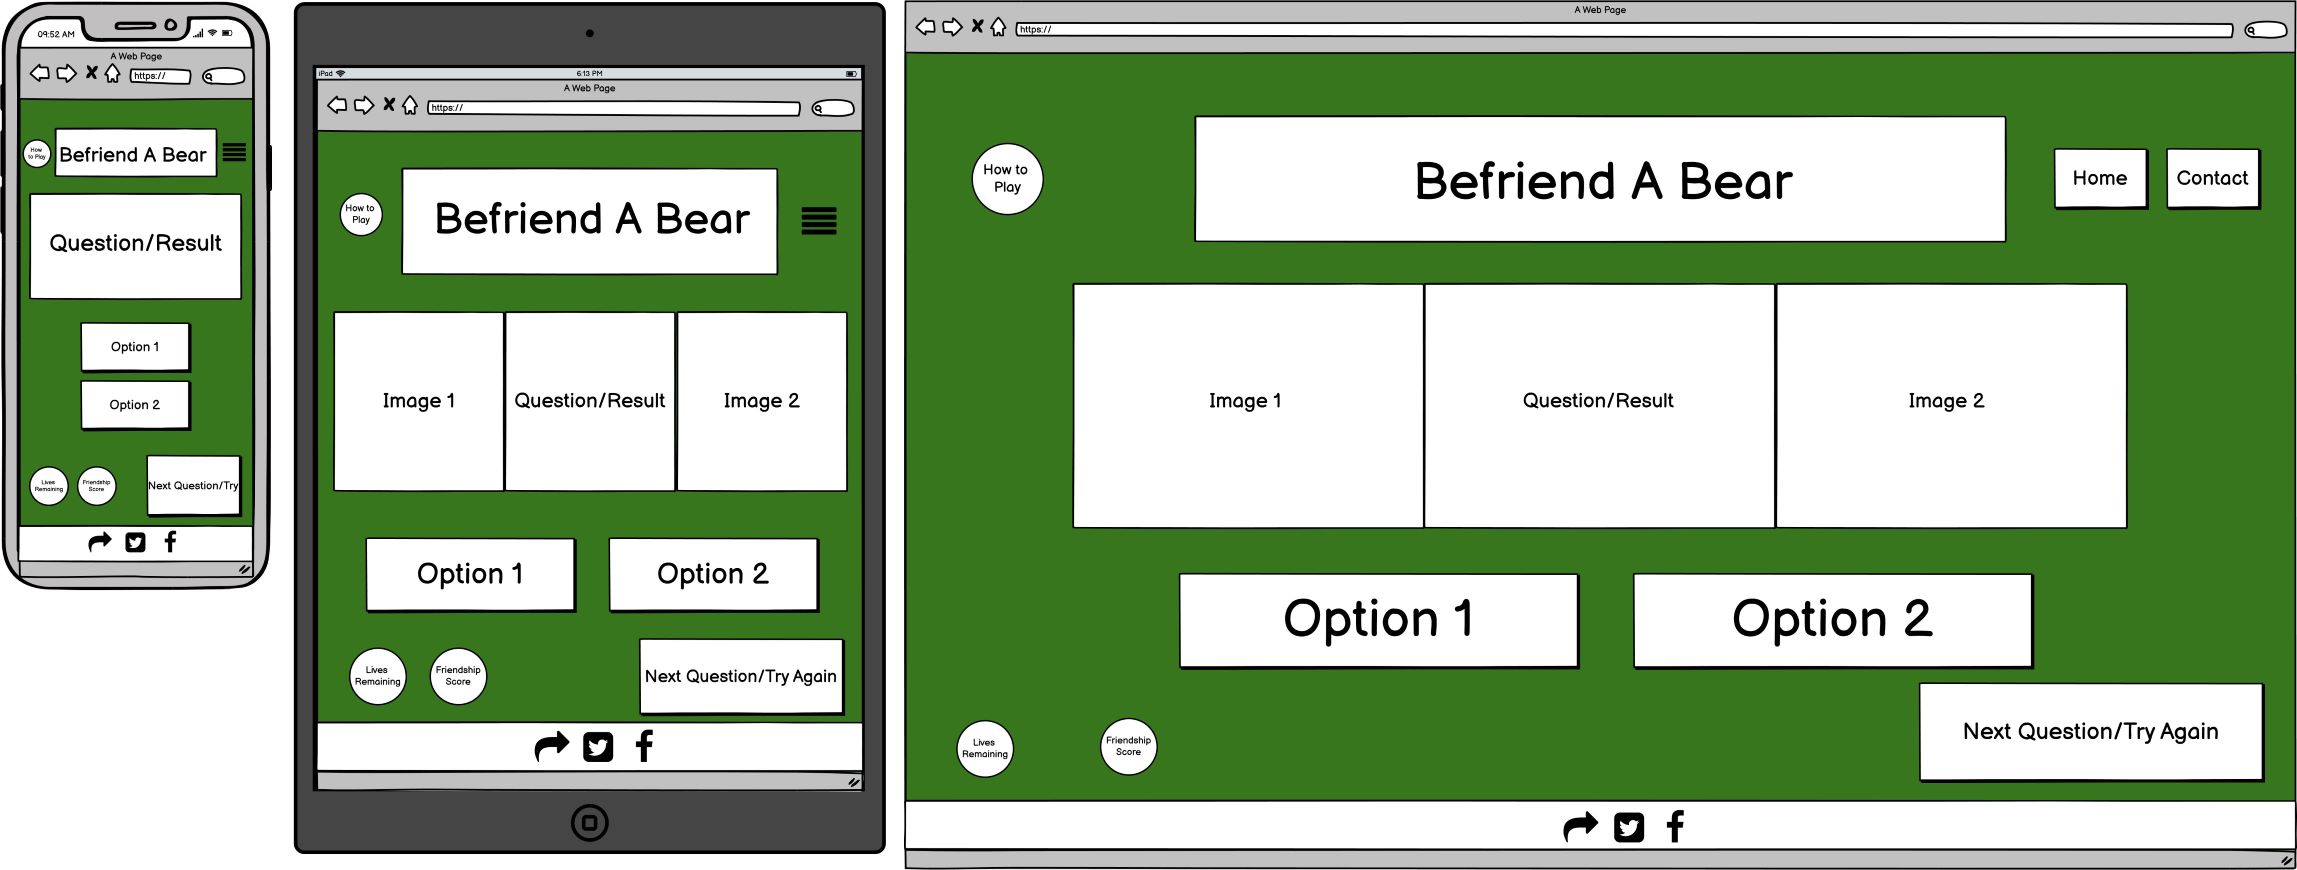 09:52 AM
A Web Page
https://
How
to Play
Befriend A Bear
Question/Result
Option 1
Option 2
Lives
Remaining
Friendship
Score
Next Question/Try
iPad
6:13 PM
A Web Page
https://
How to
Play
Befriend A Bear
Image 1
Question/Result
Image 2
Option 1
Option 2
Lives
Remaining
Friendship
Score
Next Question/Try Again
A Web Page
https://
How to
Play
Befriend A Bear
Home
Contact
Image 1
Question/Result
Image 2
Option 1
Option 2
Lives
Remaining
Friendship
Score
Next Question/Try Again